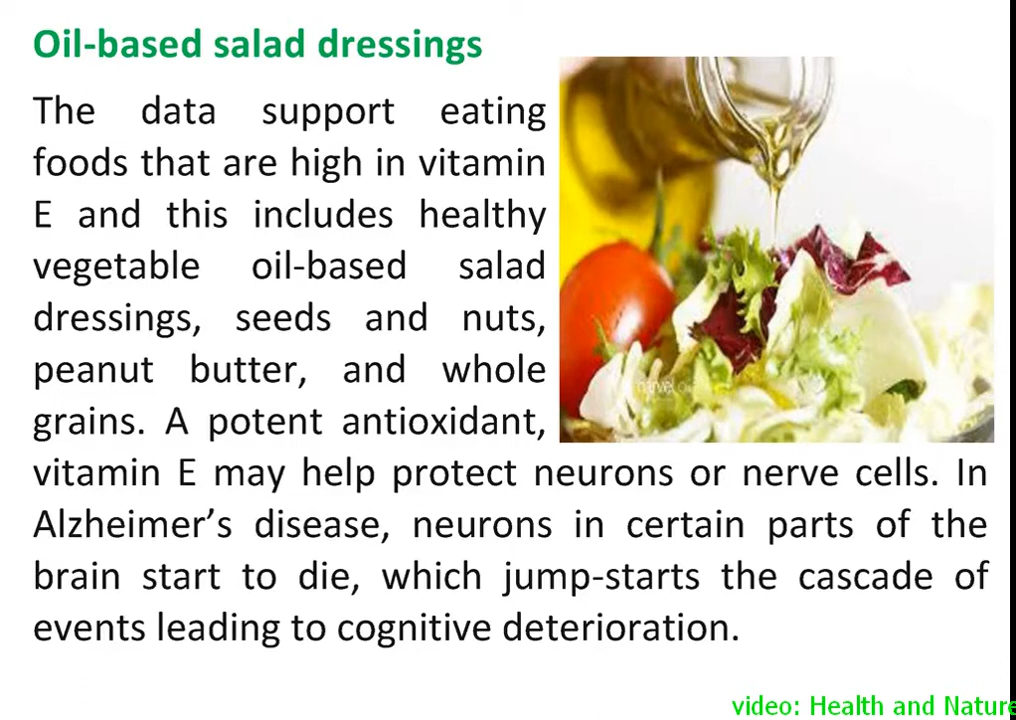 Oil-based salad dressings
The data support eating
foods that are high in vitamin
E and this includes healthy
vegetable oil-based salad
dressings, seeds and nuts,
peanut butter, and whole
grains. A potent antioxidant,
vitamin E may help protect neurons or nerve cells. In
Alzheimer’s disease, neurons in certain parts of the
brain start to die, which jump-starts the cascade of
events leading to cognitive deterioration.
video: Health and Nature